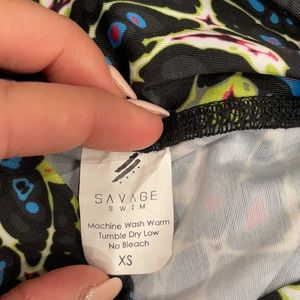 SAVAGE
SWIM
Machine Wash Warm
Tumble Dry Low
No Bleach
XS